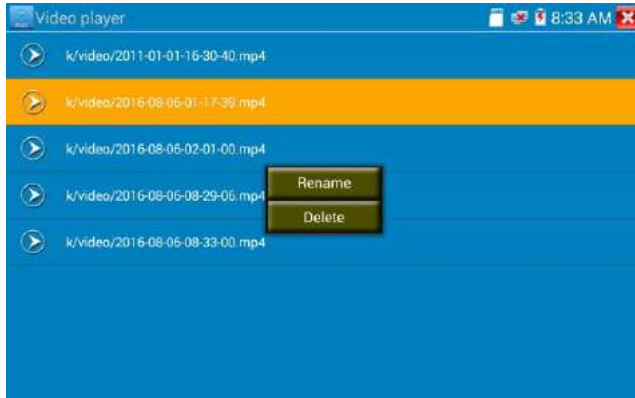 Video player
8:33 AM
k/video/2011-01-01-16-30-40.mp4
k/video/2016-08-06-01-17-39.mp4
k/video/2016-08-06-02-01-00.mp4
k/video/2016-08-06-08-29-06.mp4
k/video/2016-08-06-08-33-00.mp4
Rename
Delete